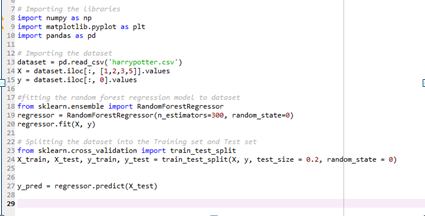 6
7 # Importing the libraries
8 import numpy as np
9 import matplotlib.pyplot as plt
10 import pandas as pd
11
12 # Importing the dataset
13 dataset = pd.read_csv('harrypotter.csv')
14 X = dataset.iloc[:, [1,2,3,5]].values
15 y = dataset.iloc[:, 0].values
16
17 #fitting the random forest regression model to dataset
18 from sklearn.ensemble import RandomForestRegressor
19 regressor = RandomForestRegressor(n_estimators=300, random_state=0)
20 regressor.fit(X, y)
21
22 # Splitting the dataset into the Training set and Test set
23 from sklearn.cross_validation import train_test_split
24 X_train, X_test, y_train, y_test = train_test_split(X, y, test_size = 0.2, random_state = 0)
25
26
27 y_pred = regressor.predict(X_test)
28
29